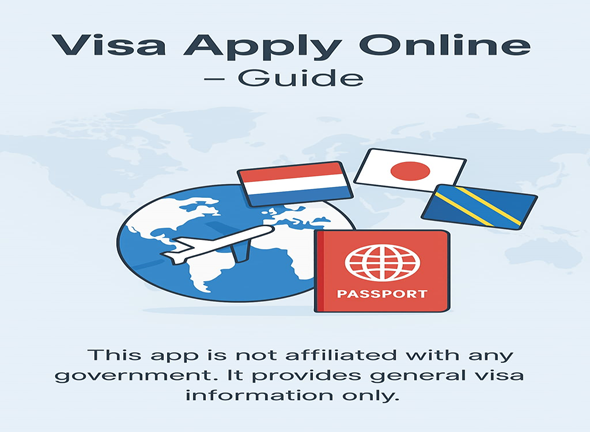 Visa Apply Online
– Guide
PASSPORT
This app is not affiliated with any
government. It provides general visa
information only.